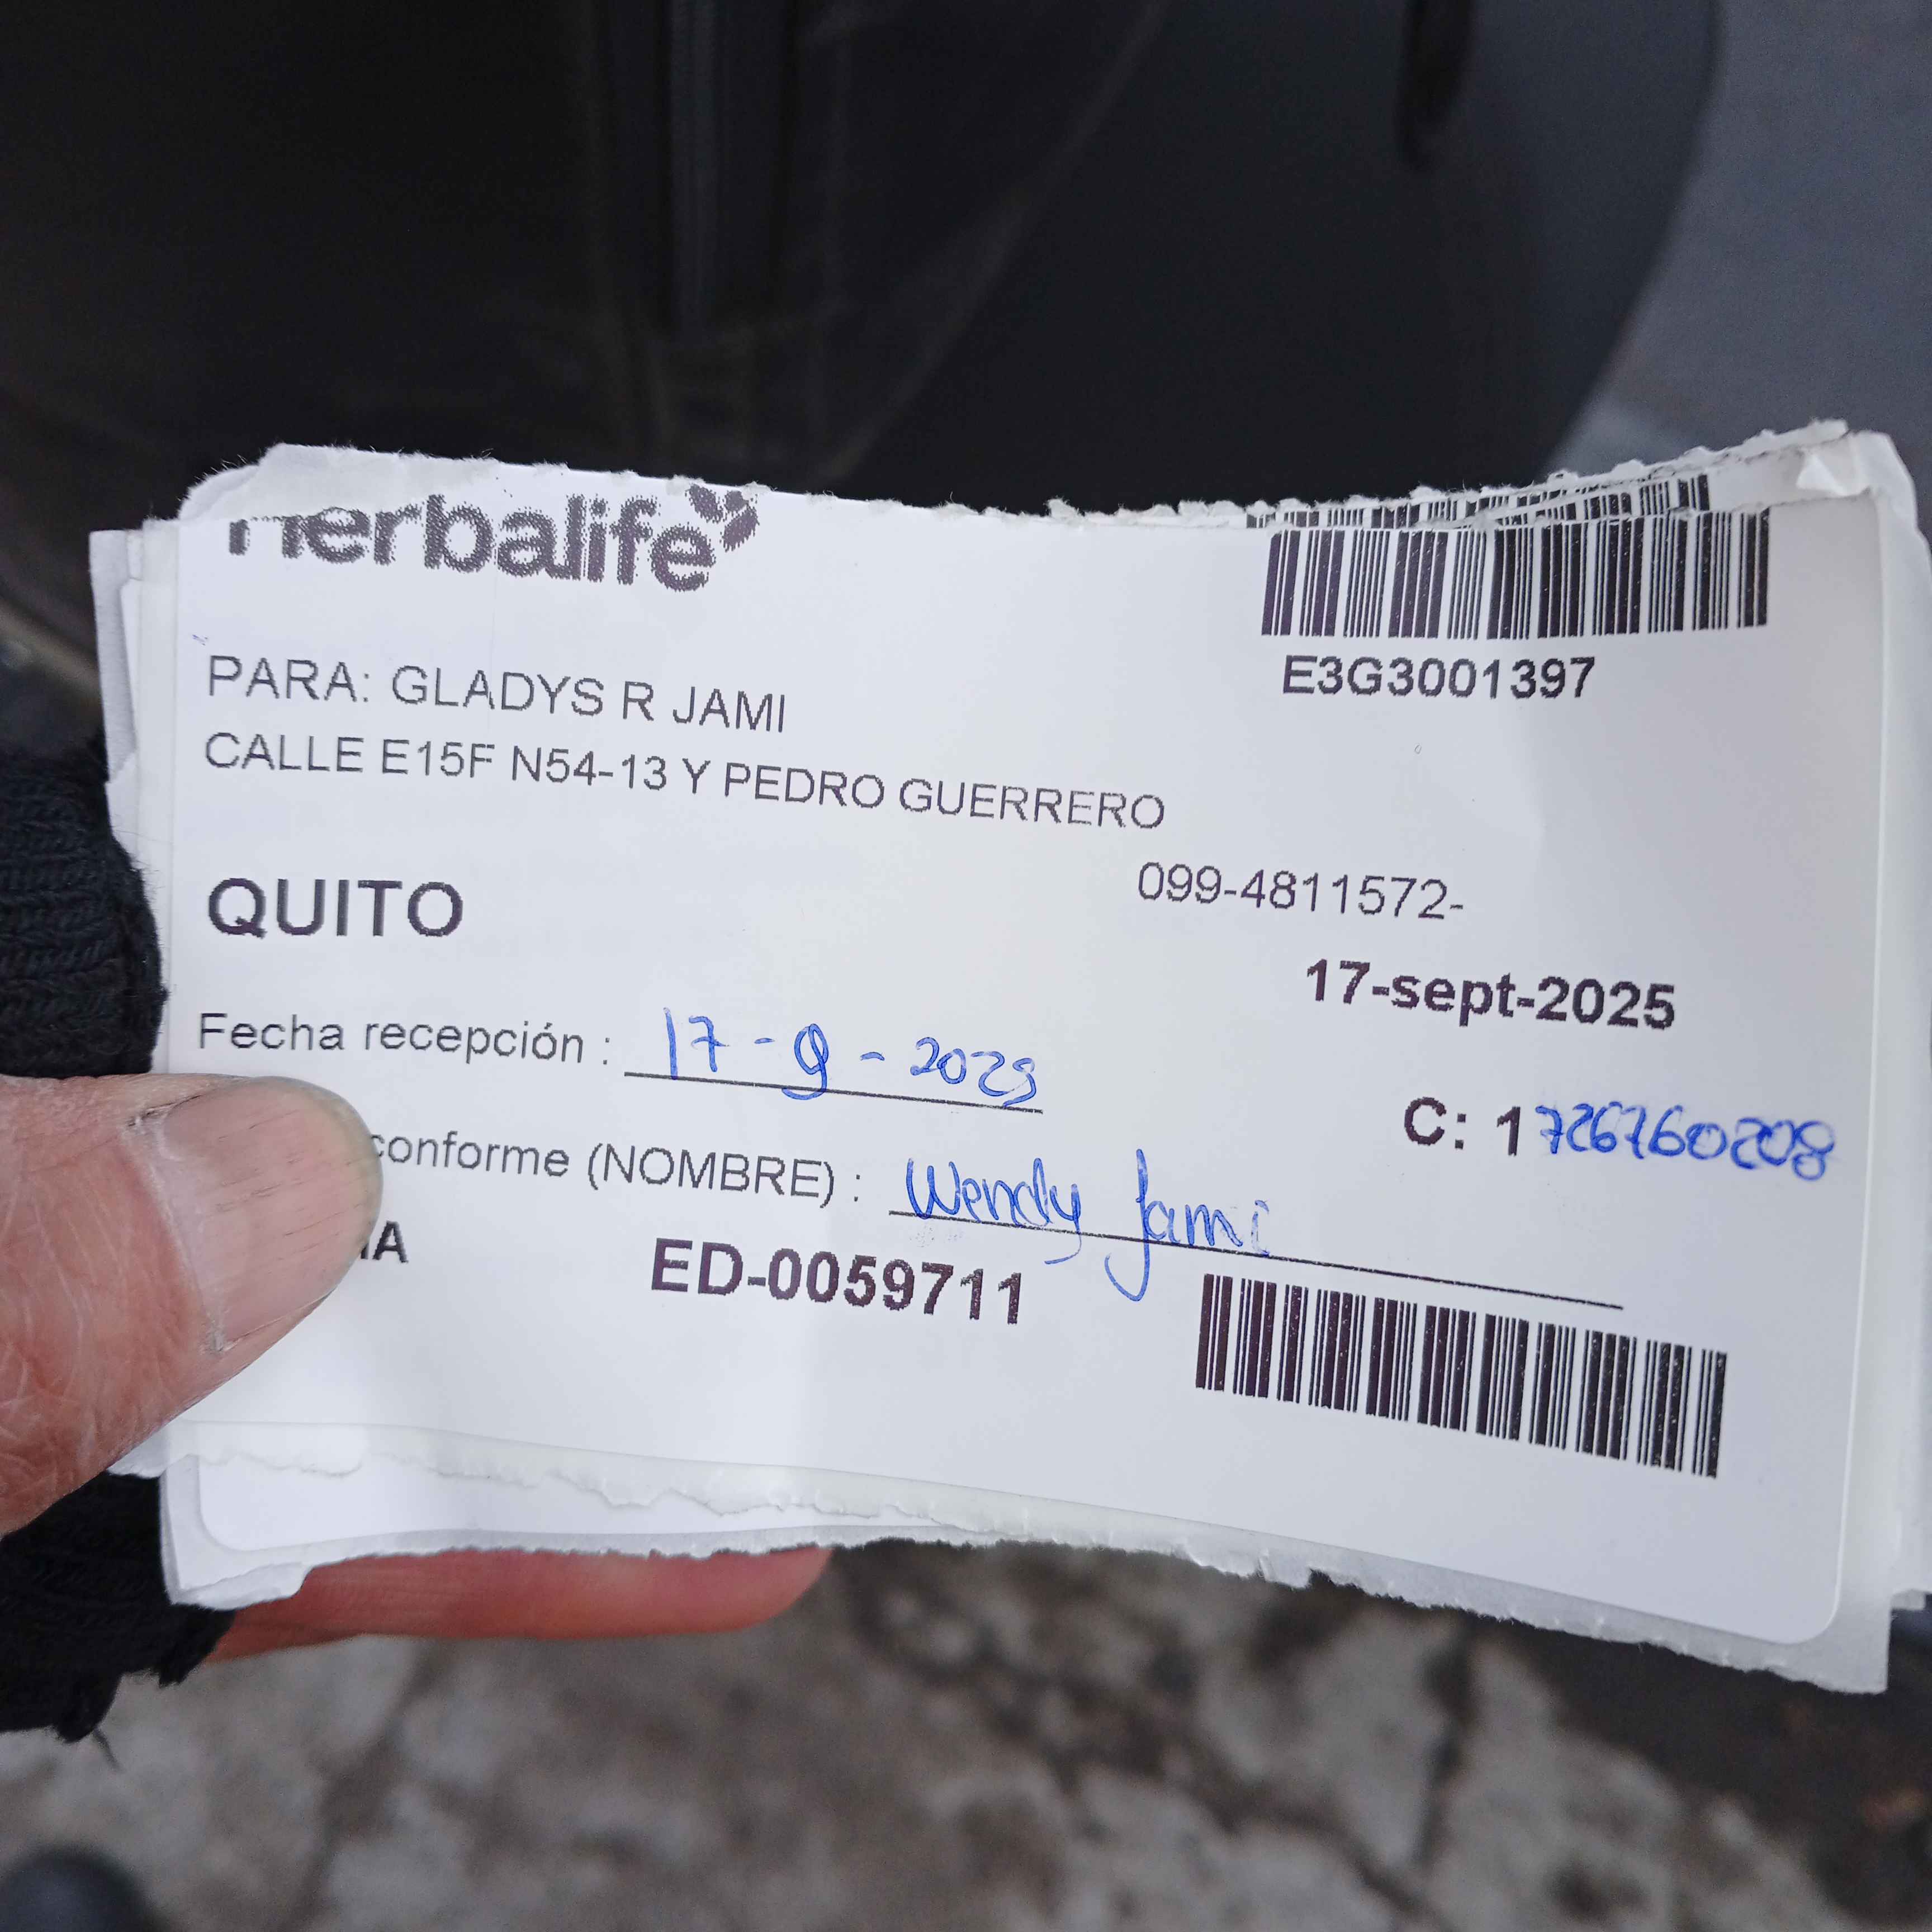 Herbalife
E3G3001397
PARA: GLADYS R JAMI
CALLE E15F N54-13 Y PEDRO GUERRERO
QUITO
099-4811572-
17-sept-2025
Fecha recepción : 17-9-2025
C: 1726760208
conforme (NOMBRE) : Wendy Jami
ED-0059711